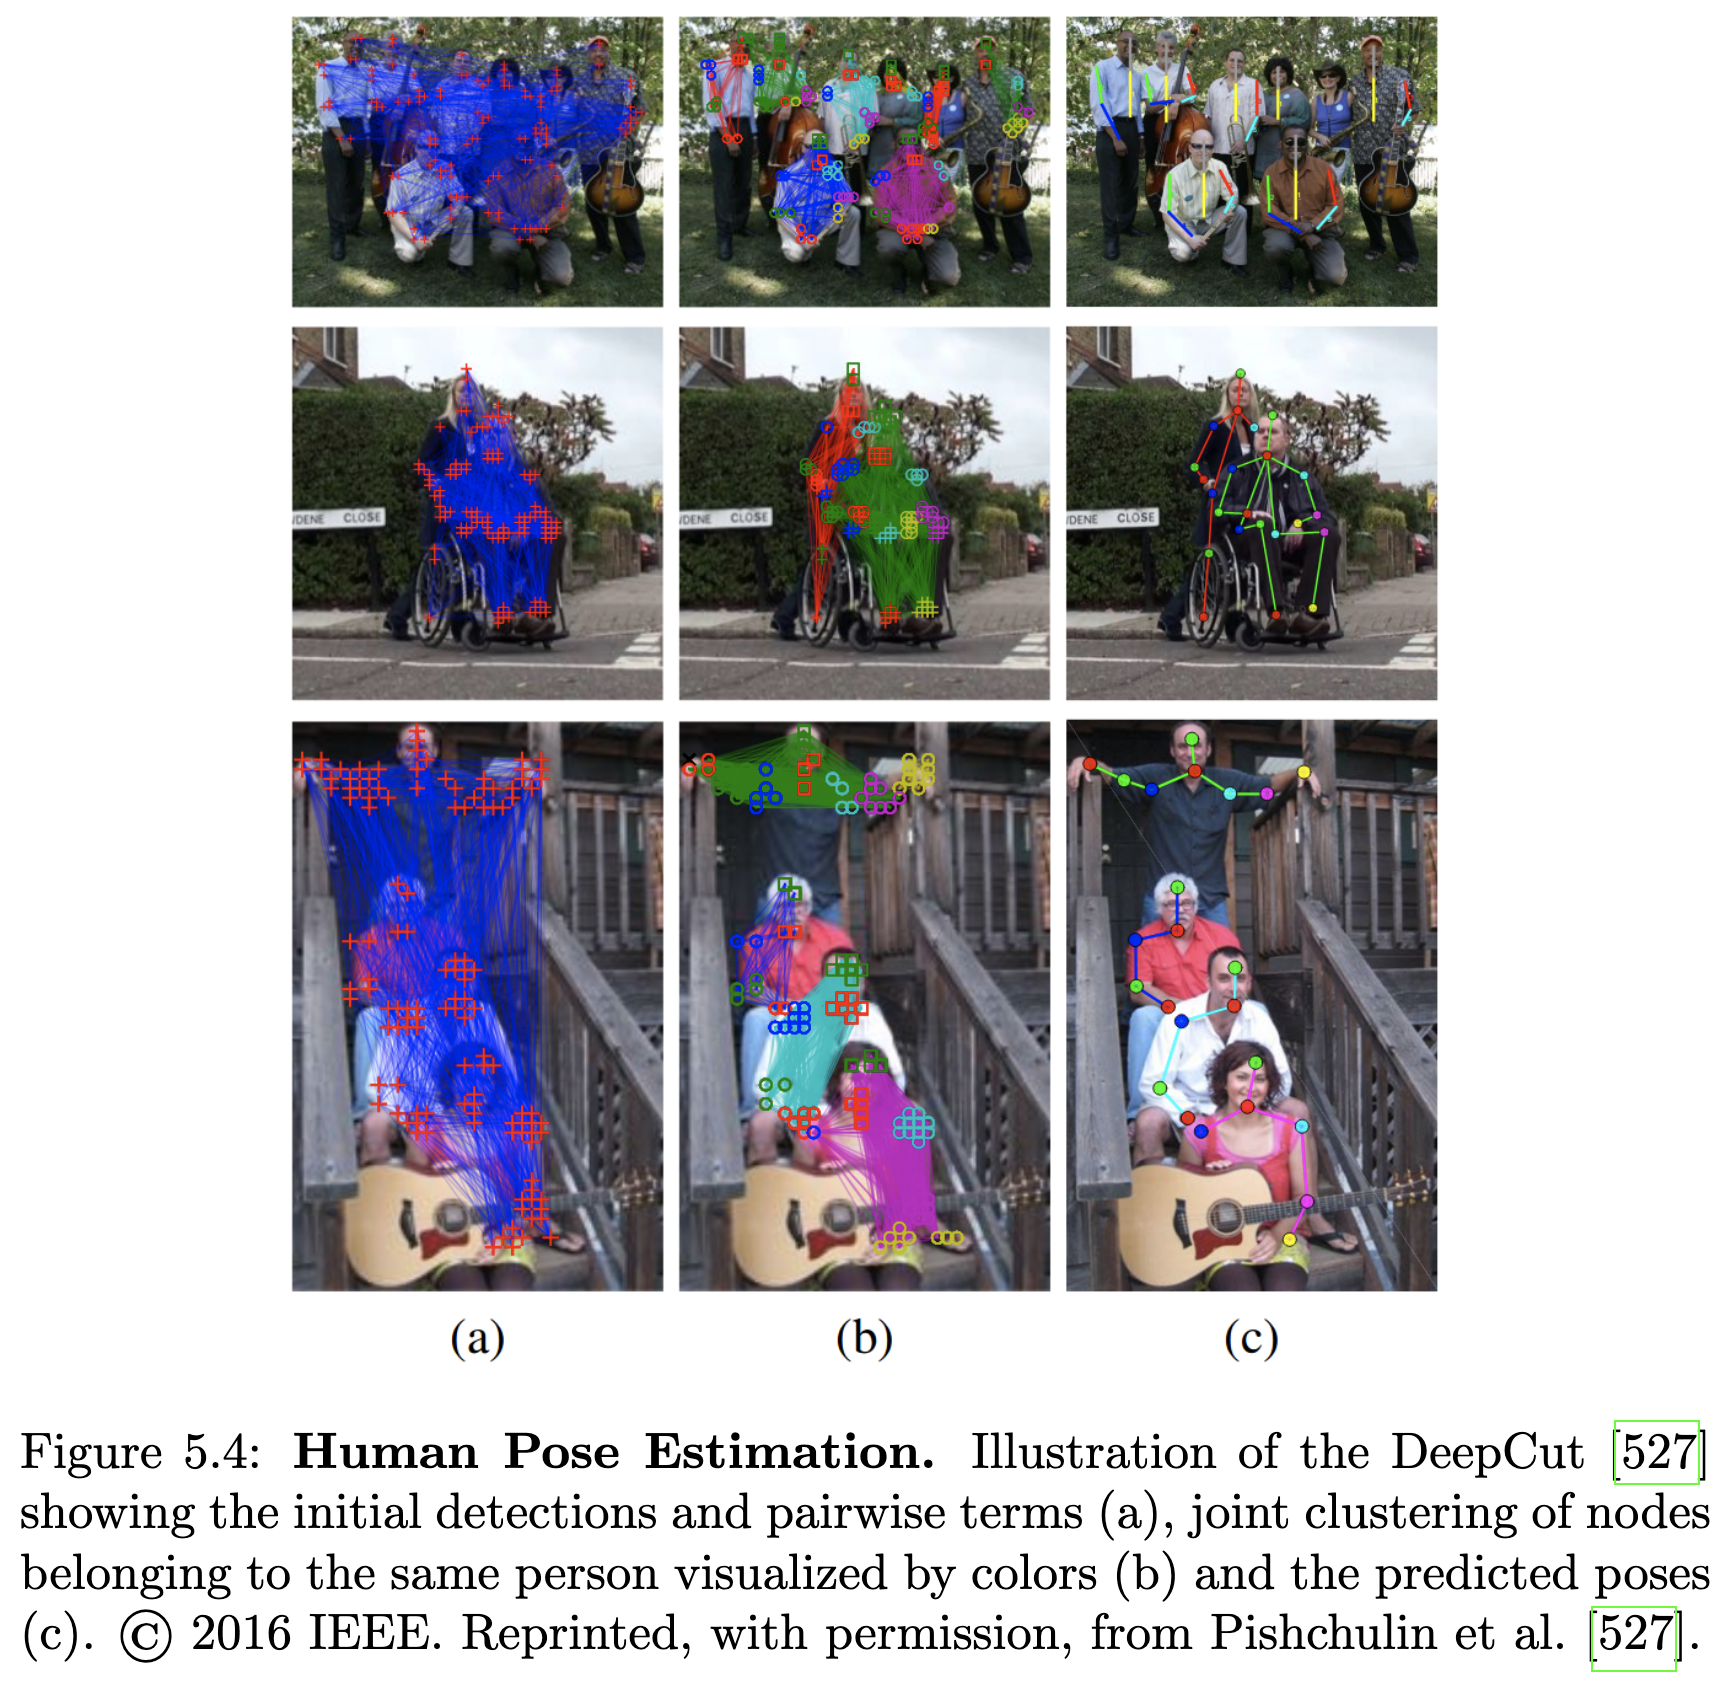 DENE CLOSE
DENE CLOSE
DENE CLOSE
(a) (b) (c)
Figure 5.4: Human Pose Estimation. Illustration of the DeepCut [527]
showing the initial detections and pairwise terms (a), joint clustering of nodes
belonging to the same person visualized by colors (b) and the predicted poses
(c). © 2016 IEEE. Reprinted, with permission, from Pishchulin et al. [527].